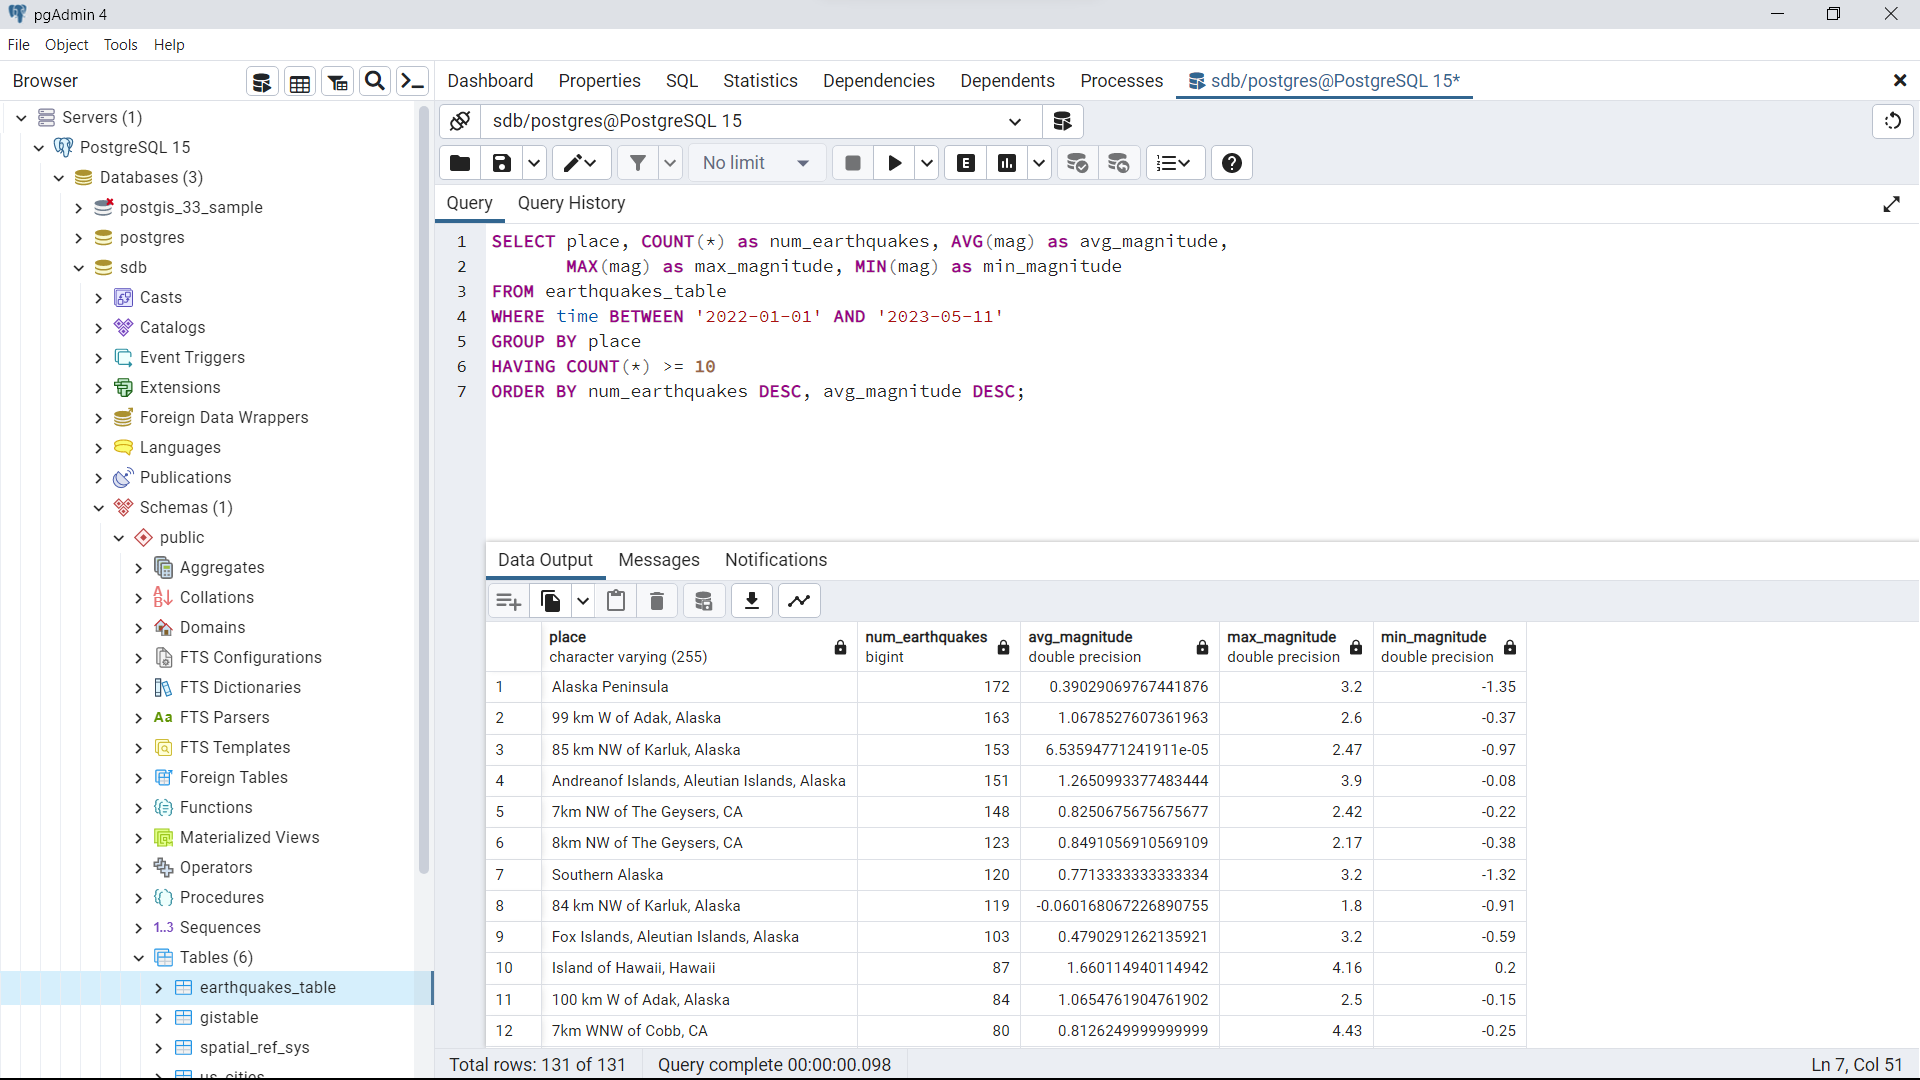 pgAdmin 4
File Object Tools Help
Browser
Dashboard Properties SQL Statistics Dependencies Dependents Processes sdb/postgres@PostgreSQL 15*
Servers (1)
PostgreSQL 15
Databases (3)
postgis_33_sample
postgres
sdb
Casts
Catalogs
Event Triggers
Extensions
Foreign Data Wrappers
Languages
Publications
Schemas (1)
public
Aggregates
Collations
Domains
FTS Configurations
FTS Dictionaries
Aa FTS Parsers
FTS Templates
Foreign Tables
Functions
Materialized Views
Operators
Procedures
1..3 Sequences
Tables (6)
earthquakes_table
gistable
spatial_ref_sys
us_cities
sdb/postgres@PostgreSQL 15
No limit
E
Query Query History
1 SELECT place, COUNT(*) as num_earthquakes, AVG(mag) as avg_magnitude,
2 MAX(mag) as max_magnitude, MIN(mag) as min_magnitude
3 FROM earthquakes_table
4 WHERE time BETWEEN '2022-01-01' AND '2023-05-11'
5 GROUP BY place
6 HAVING COUNT(*) >= 10
7 ORDER BY num_earthquakes DESC, avg_magnitude DESC;
Data Output Messages Notifications
place num_earthquakes avg_magnitude max_magnitude min_magnitude
character varying (255) bigint double precision double precision double precision
1 Alaska Peninsula 172 0.39029069767441876 3.2 -1.35
2 99 km W of Adak, Alaska 163 1.0678527607361963 2.6 -0.37
3 85 km NW of Karluk, Alaska 153 6.53594771241911e-05 2.47 -0.97
4 Andreanof Islands, Aleutian Islands, Alaska 151 1.2650993377483444 3.9 -0.08
5 7km NW of The Geysers, CA 148 0.8250675675675677 2.42 -0.22
6 8km NW of The Geysers, CA 123 0.8491056910569109 2.17 -0.38
7 Southern Alaska 120 0.7713333333333334 3.2 -1.32
8 84 km NW of Karluk, Alaska 119 -0.060168067226890755 1.8 -0.91
9 Fox Islands, Aleutian Islands, Alaska 103 0.4790291262135921 3.2 -0.59
10 Island of Hawaii, Hawaii 87 1.660114940114942 4.16 0.2
11 100 km W of Adak, Alaska 84 1.0654761904761902 2.5 -0.15
12 7km WNW of Cobb, CA 80 0.8126249999999999 4.43 -0.25
Total rows: 131 of 131 Query complete 00:00:00.098 Ln 7, Col 51